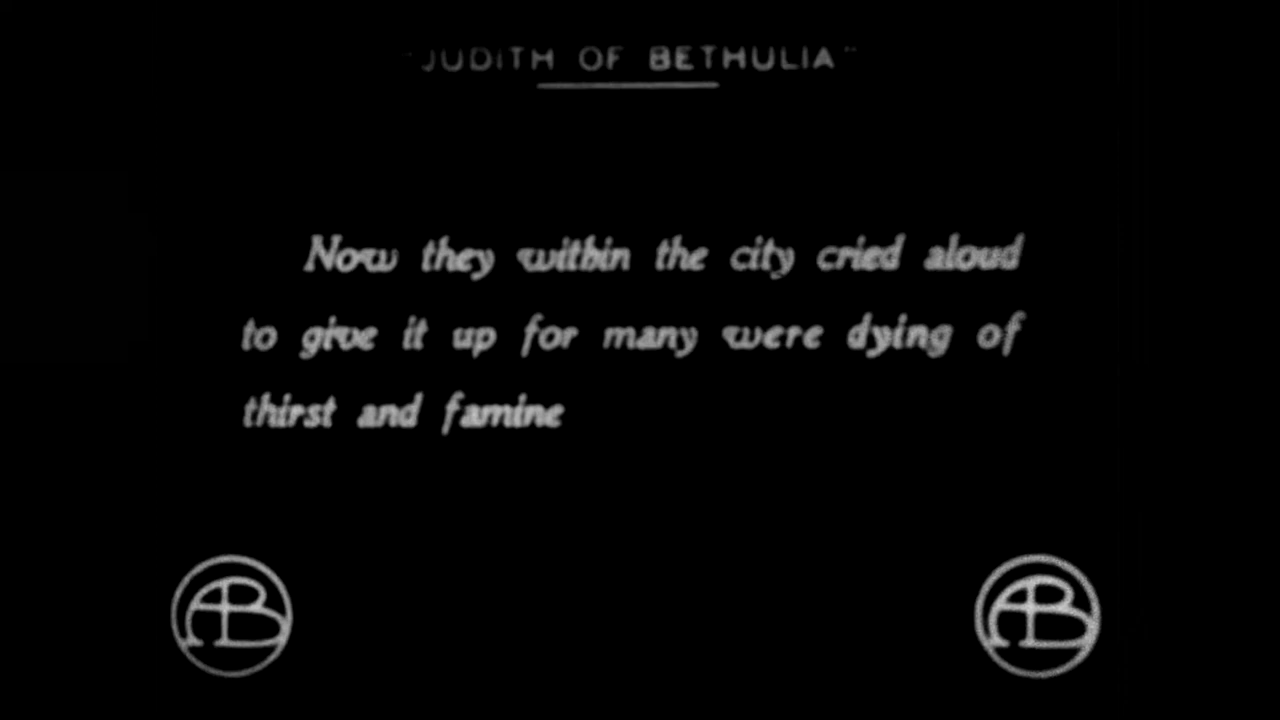 "JUDITH OF BETHULIA"
Now they within the city cried aloud
to give it up for many were dying of
thirst and famine
AB AB